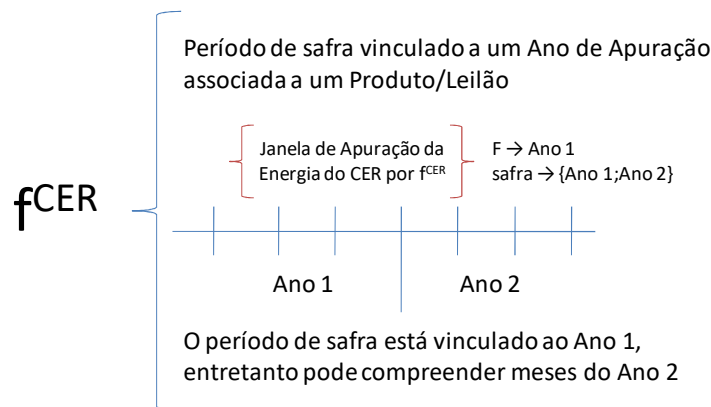 Período de safra vinculado a um Ano de Apuração
associada a um Produto/Leilão
Janela de Apuração da
Energia do CER por fᶜᴱᴿ
F → Ano 1
safra → {Ano 1;Ano 2}
fᶜᴱᴿ
Ano 1
Ano 2
O período de safra está vinculado ao Ano 1,
entretanto pode compreender meses do Ano 2